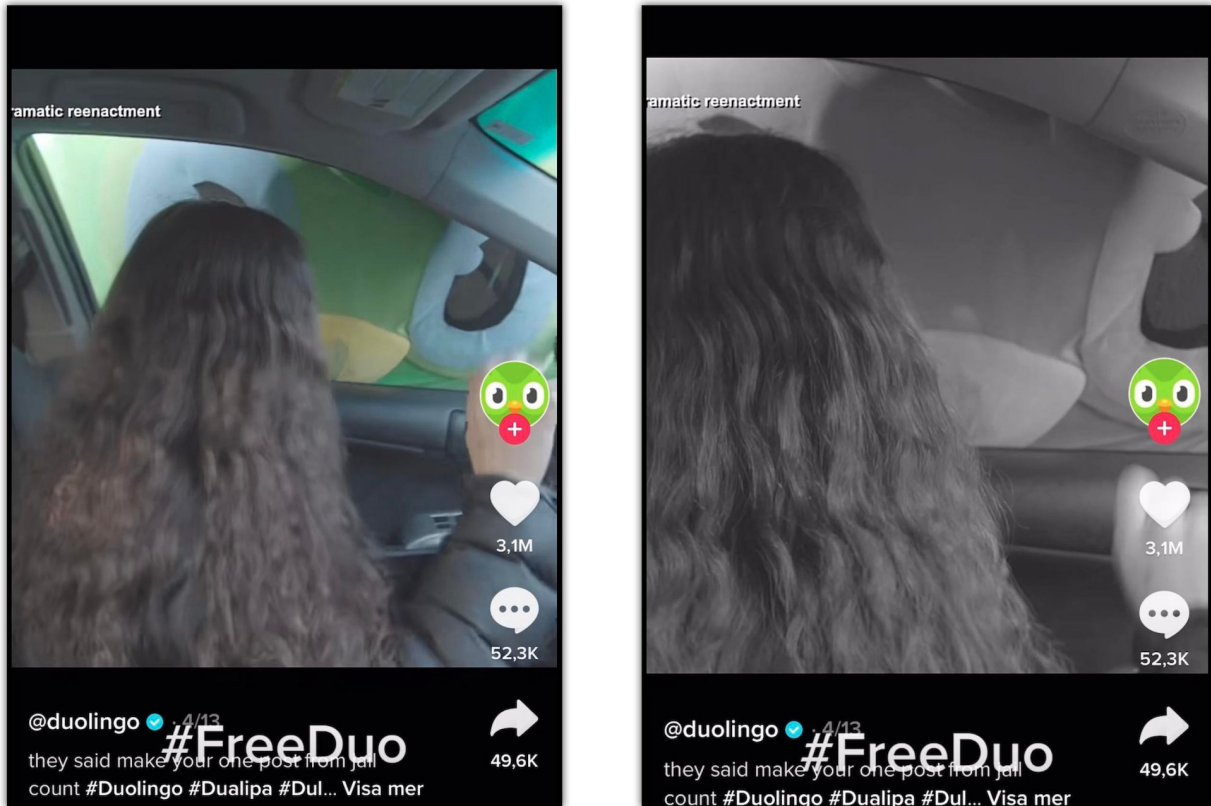 ramatic reenactment
3,1M
52,3K
@duolingo · 4/13
#FreeDuo
they said make your one post from jail
count #Duolingo #Dualipa #Dul... Visa mer
49,6K
ramatic reenactment
3,1M
52,3K
@duolingo · 4/13
#FreeDuo
they said make your one post from jail
count #Duolingo #Dualipa #Dul... Visa mer
49,6K